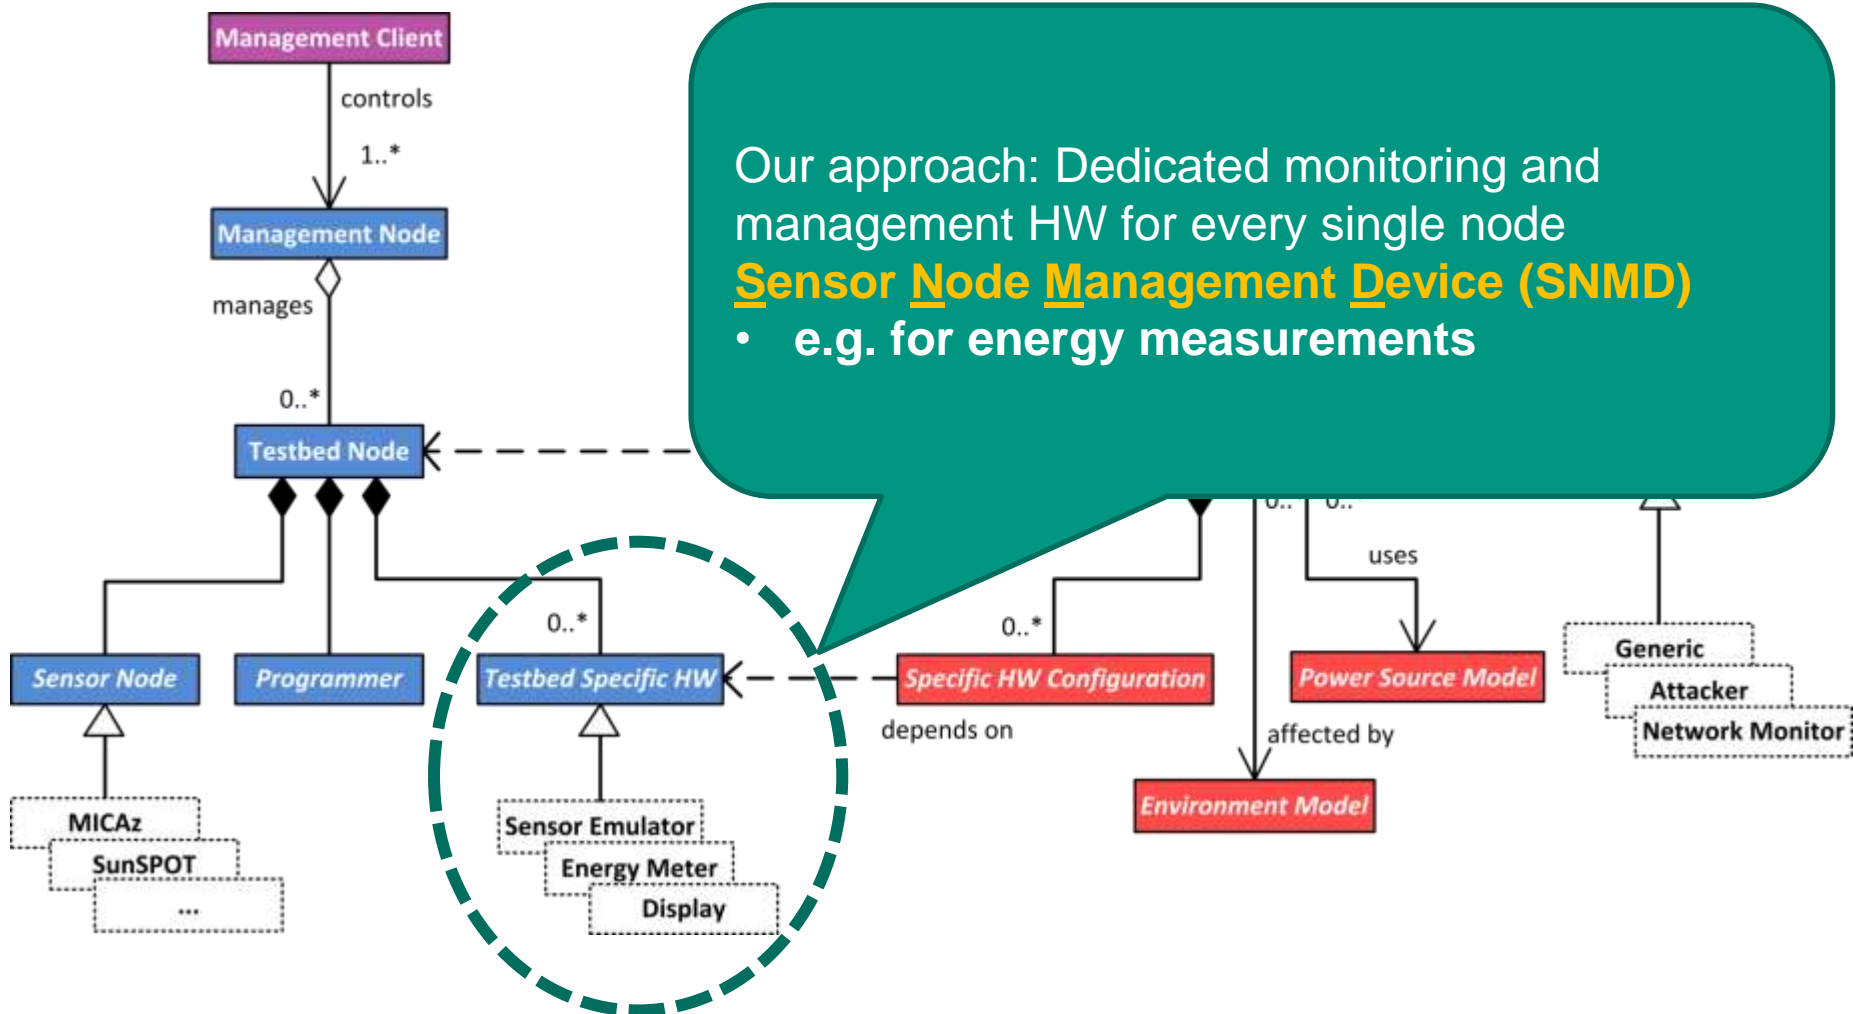 Management Client
controls
1..*
Management Node
manages
0..*
Testbed Node
Our approach: Dedicated monitoring and
management HW for every single node
Sensor Node Management Device (SNMD)
• e.g. for energy measurements
uses
0..*
0..*
Sensor Node
Programmer
Testbed Specific HW
Specific HW Configuration
Power Source Model
Generic
Attacker
Network Monitor
depends on
affected by
Environment Model
MICAz
SunSPOT
...
Sensor Emulator
Energy Meter
Display